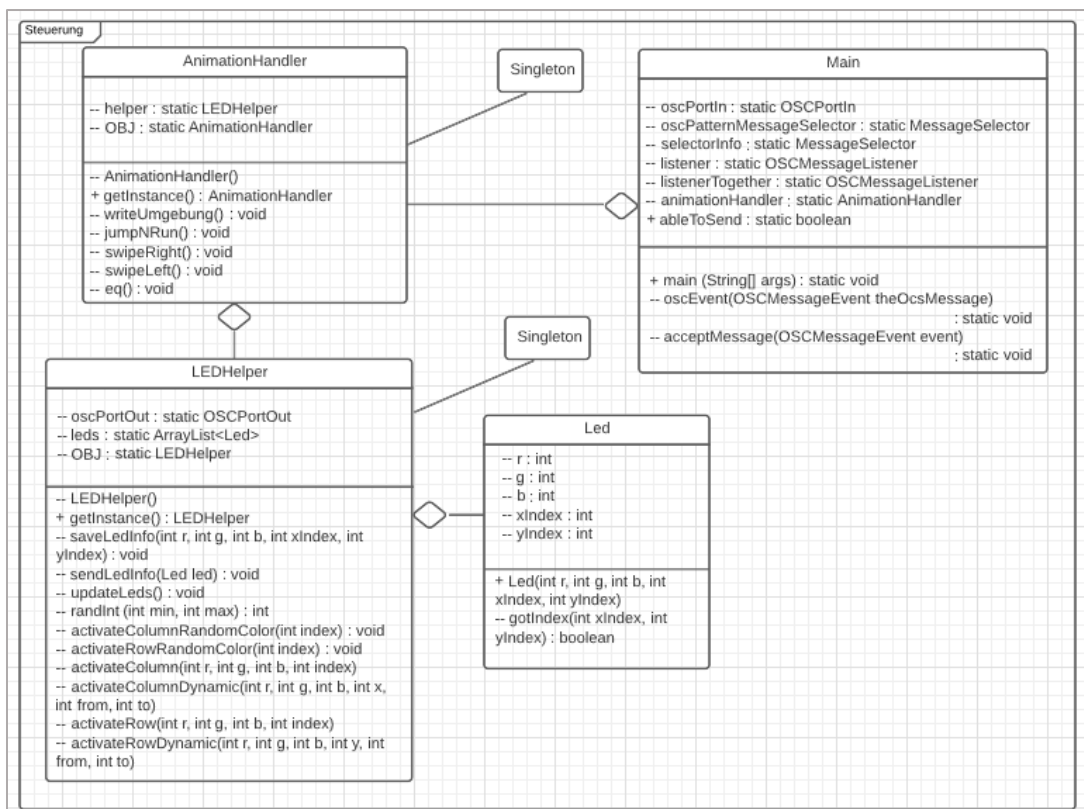 Steuerung
AnimationHandler
-- helper : static LEDHelper
-- OBJ : static AnimationHandler
-- AnimationHandler()
+ getInstance() : AnimationHandler
-- writeUmgebung() : void
-- jumpNRun() : void
-- swipeRight() : void
-- swipeLeft() : void
-- eq() : void
Singleton
Main
-- oscPortIn : static OSCPortIn
-- oscPatternMessageSelector : static MessageSelector
-- selectorInfo : static MessageSelector
-- listener : static OSCMessageListener
-- listenerTogether : static OSCMessageListener
-- animationHandler : static AnimationHandler
+ ableToSend : static boolean
+ main (String[] args) : static void
-- oscEvent(OSCMessageEvent theOcsMessage)
: static void
-- acceptMessage(OSCMessageEvent event)
: static void
Singleton
LEDHelper
-- oscPortOut : static OSCPortOut
-- leds : static ArrayList<Led>
-- OBJ : static LEDHelper
-- LEDHelper()
+ getInstance() : LEDHelper
-- saveLedInfo(int r, int g, int b, int xIndex, int
yIndex) : void
-- sendLedInfo(Led led) : void
-- updateLeds() : void
-- randInt (int min, int max) : int
-- activateColumnRandomColor(int index) : void
-- activateRowRandomColor(int index) : void
-- activateColumn(int r, int g, int b, int index)
-- activateColumnDynamic(int r, int g, int b, int x,
int from, int to)
-- activateRow(int r, int g, int b, int index)
-- activateRowDynamic(int r, int g, int b, int y, int
from, int to)
Led
-- r : int
-- g : int
-- b : int
-- xIndex : int
-- yIndex : int
+ Led(int r, int g, int b, int
xIndex, int yIndex)
-- gotIndex(int xIndex, int
yIndex) : boolean